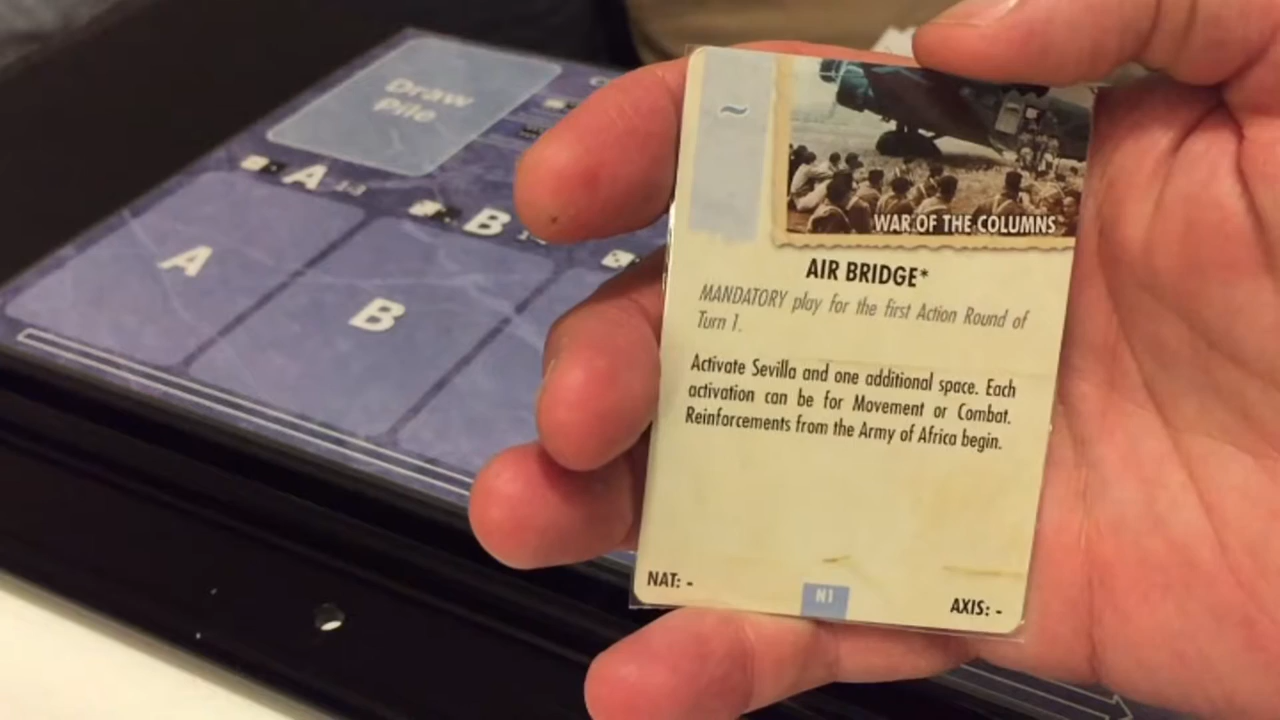 Draw
Pile
A 1-3
B
A
B
~
WAR OF THE COLUMNS
AIR BRIDGE*
MANDATORY play for the first Action Round of
Turn 1.
Activate Sevilla and one additional space. Each
activation can be for Movement or Combat.
Reinforcements from the Army of Africa begin.
NAT: -
N1
AXIS: -